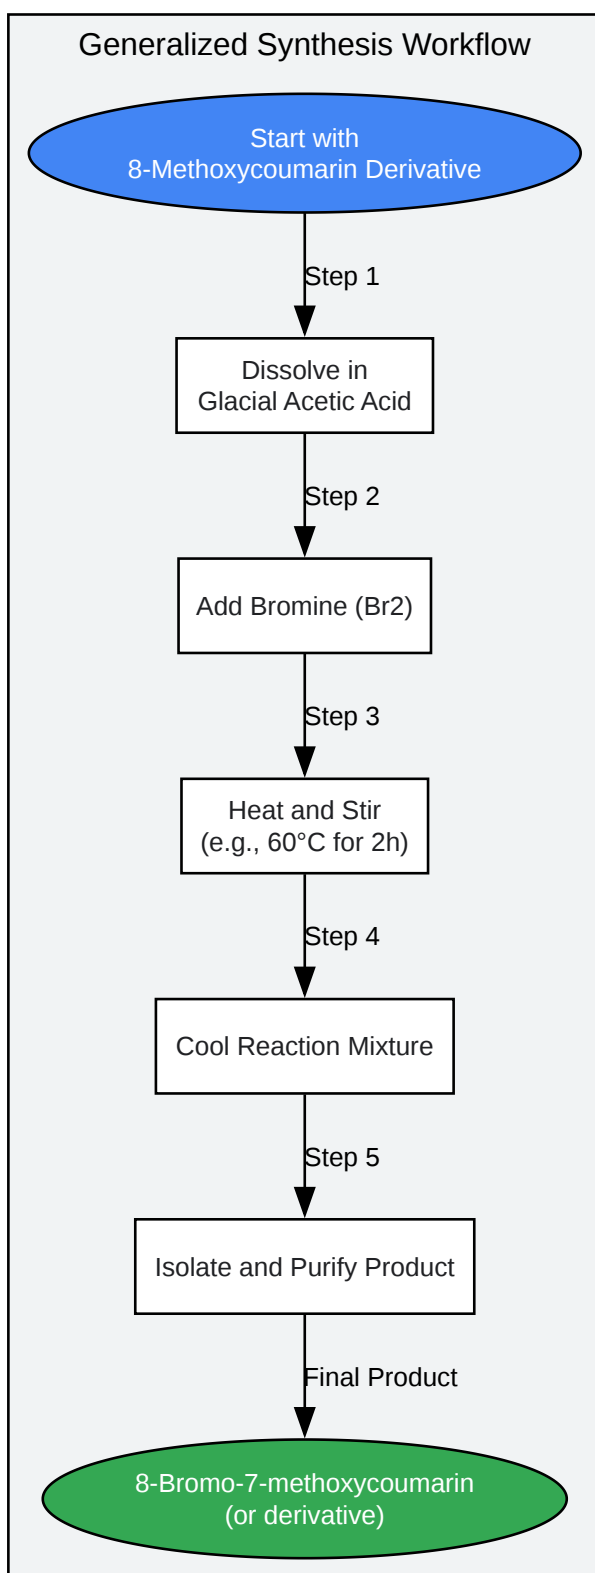 Generalized Synthesis Workflow
Start with
8-Methoxycoumarin Derivative
Step 1
Dissolve in
Glacial Acetic Acid
Step 2
Add Bromine (Br2)
Step 3
Heat and Stir
(e.g., 60°C for 2h)
Step 4
Cool Reaction Mixture
Step 5
Isolate and Purify Product
Final Product
8-Bromo-7-methoxycoumarin
(or derivative)